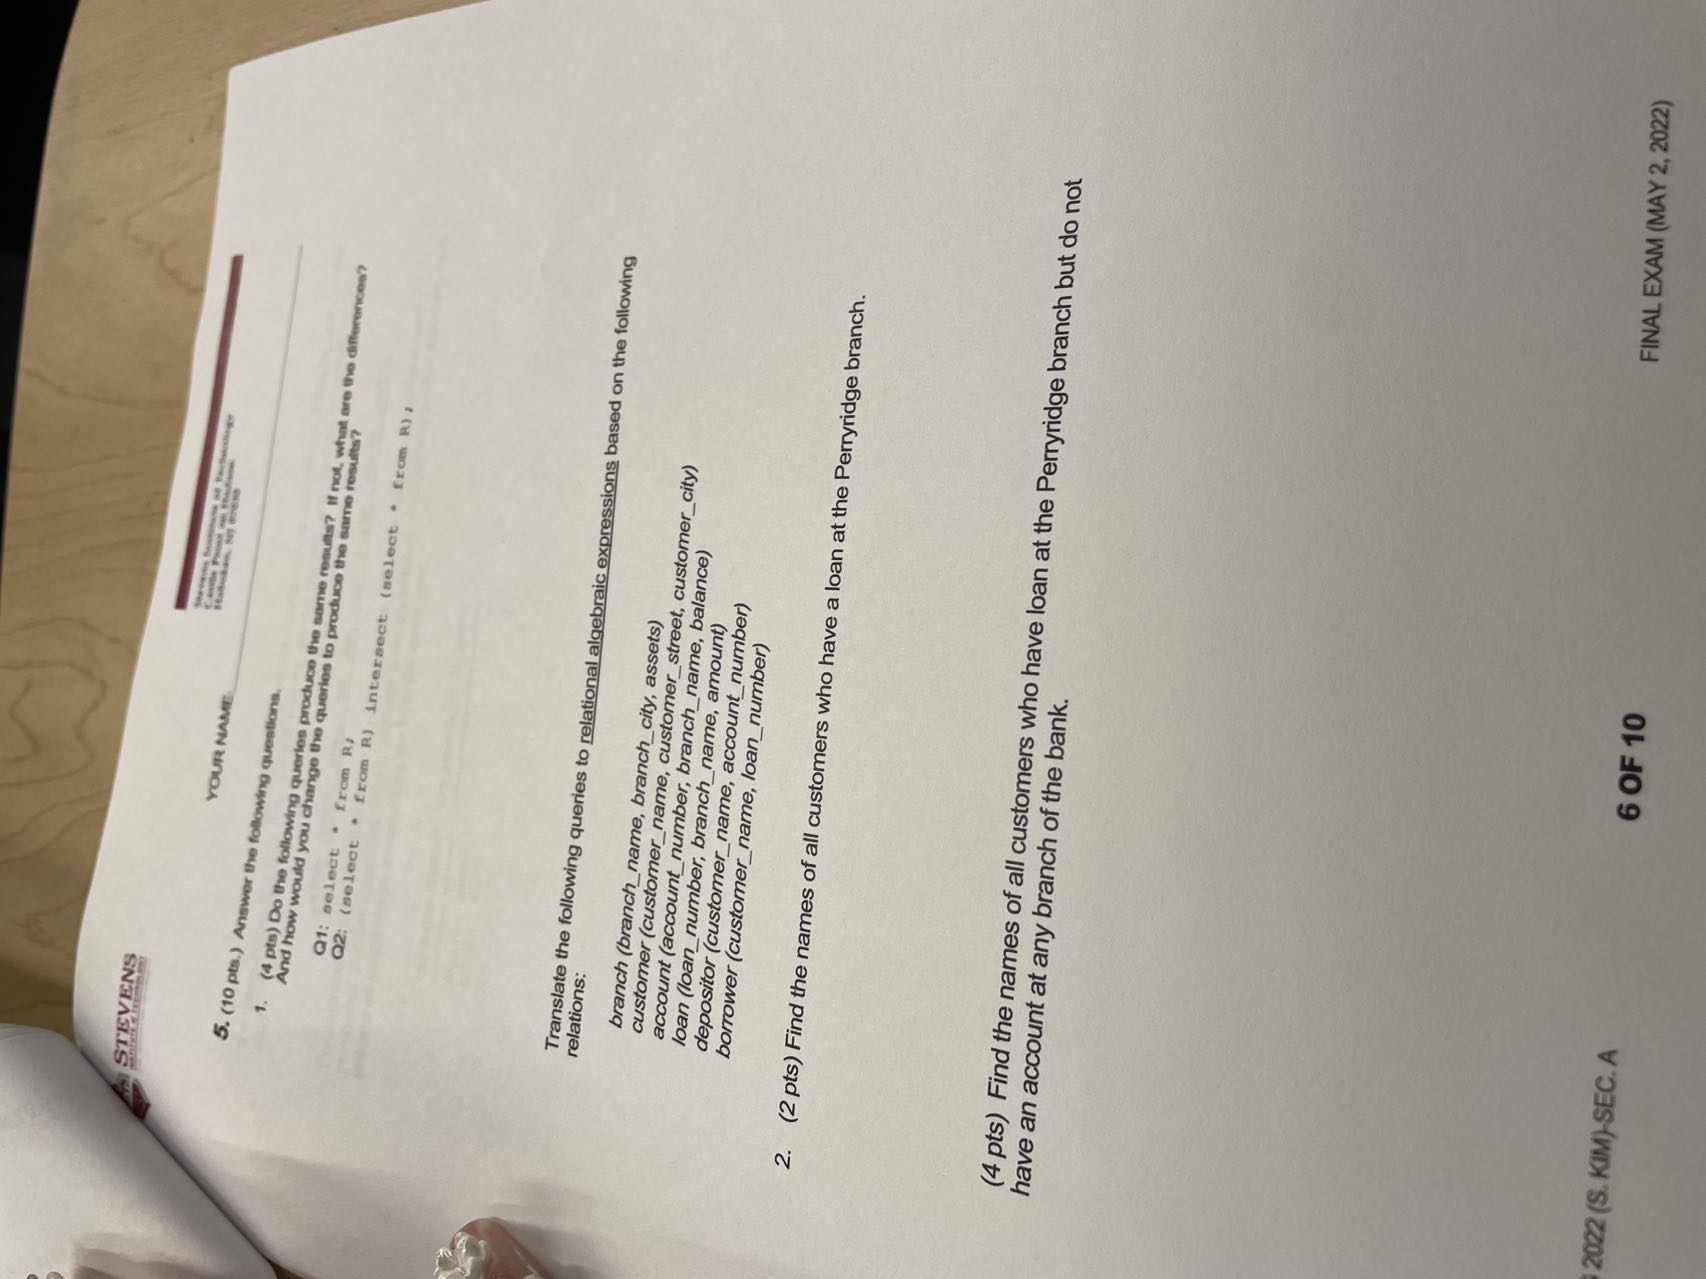 STEVENS
INSTITUTE of TECHNOLOGY
Stevens Institute of Technology
Castle Point on Hudson
Hoboken, NJ 07030
YOUR NAME:
5. (10 pts.) Answer the following questions.
1. (4 pts) Do the following queries produce the same results? If not, what are the differences?
And how would you change the queries to produce the same results?
Q1: select * from R;
Q2: (select * from R) intersect (select * from R);
Translate the following queries to relational algebraic expressions based on the following
relations:
branch (branch_name, branch_city, assets)
customer (customer_name, customer_street, customer_city)
account (account_number, branch_name, balance)
loan (loan_number, branch_name, amount)
depositor (customer_name, account_number)
borrower (customer_name, loan_number)
2. (2 pts) Find the names of all customers who have a loan at the Perryridge branch.
(4 pts) Find the names of all customers who have loan at the Perryridge branch but do not
have an account at any branch of the bank.
2022 (S. KIM)-SEC. A
6 OF 10
FINAL EXAM (MAY 2, 2022)